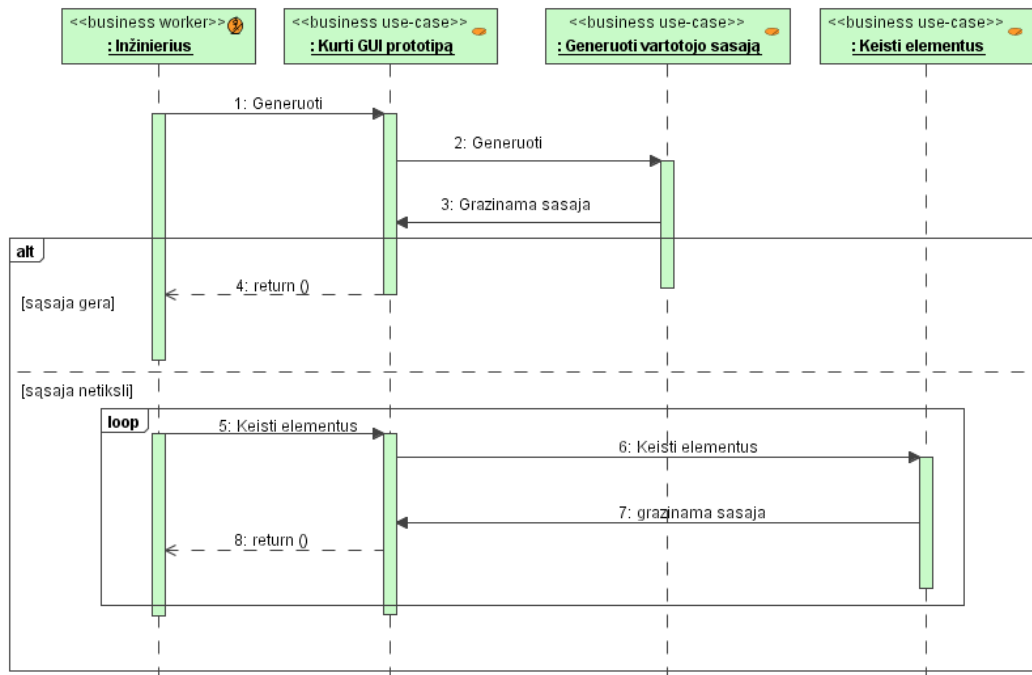 <<business worker>>
: Inžinierius
<<business use-case>>
: Kurti GUI prototipą
<<business use-case>>
: Generuoti vartotojo sasają
<<business use-case>>
: Keisti elementus
1: Generuoti
2: Generuoti
3: Grazinama sasaja
alt
4: return ()
[sąsaja gera]
[sąsaja netiksli]
loop
5: Keisti elementus
6: Keisti elementus
7: grazinama sasaja
8: return ()